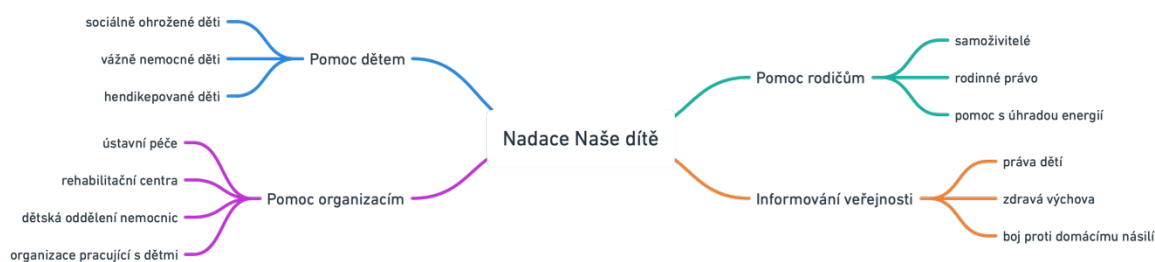 Nadace Naše dítě
Pomoc dětem
sociálně ohrožené děti
vážně nemocné děti
hendikepované děti
Pomoc organizacím
ústavní péče
rehabilitační centra
dětská oddělení nemocnic
organizace pracující s dětmi
Pomoc rodičům
samoživitelé
rodinné právo
pomoc s úhradou energií
Informování veřejnosti
práva dětí
zdravá výchova
boj proti domácímu násilí